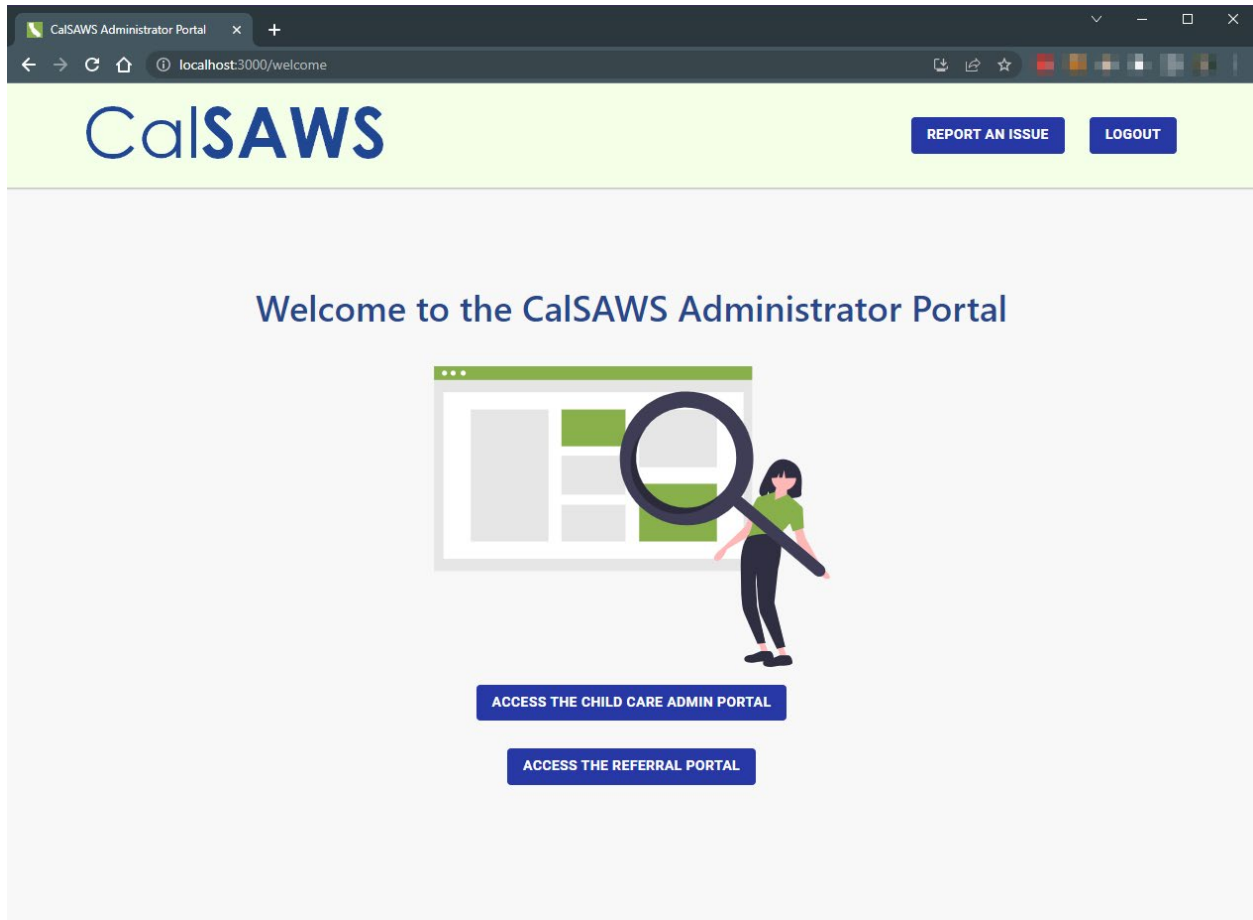 CalSAWS Administrator Portal
localhost:3000/welcome
CalSAWS
REPORT AN ISSUE
LOGOUT
Welcome to the CalSAWS Administrator Portal
ACCESS THE CHILD CARE ADMIN PORTAL
ACCESS THE REFERRAL PORTAL